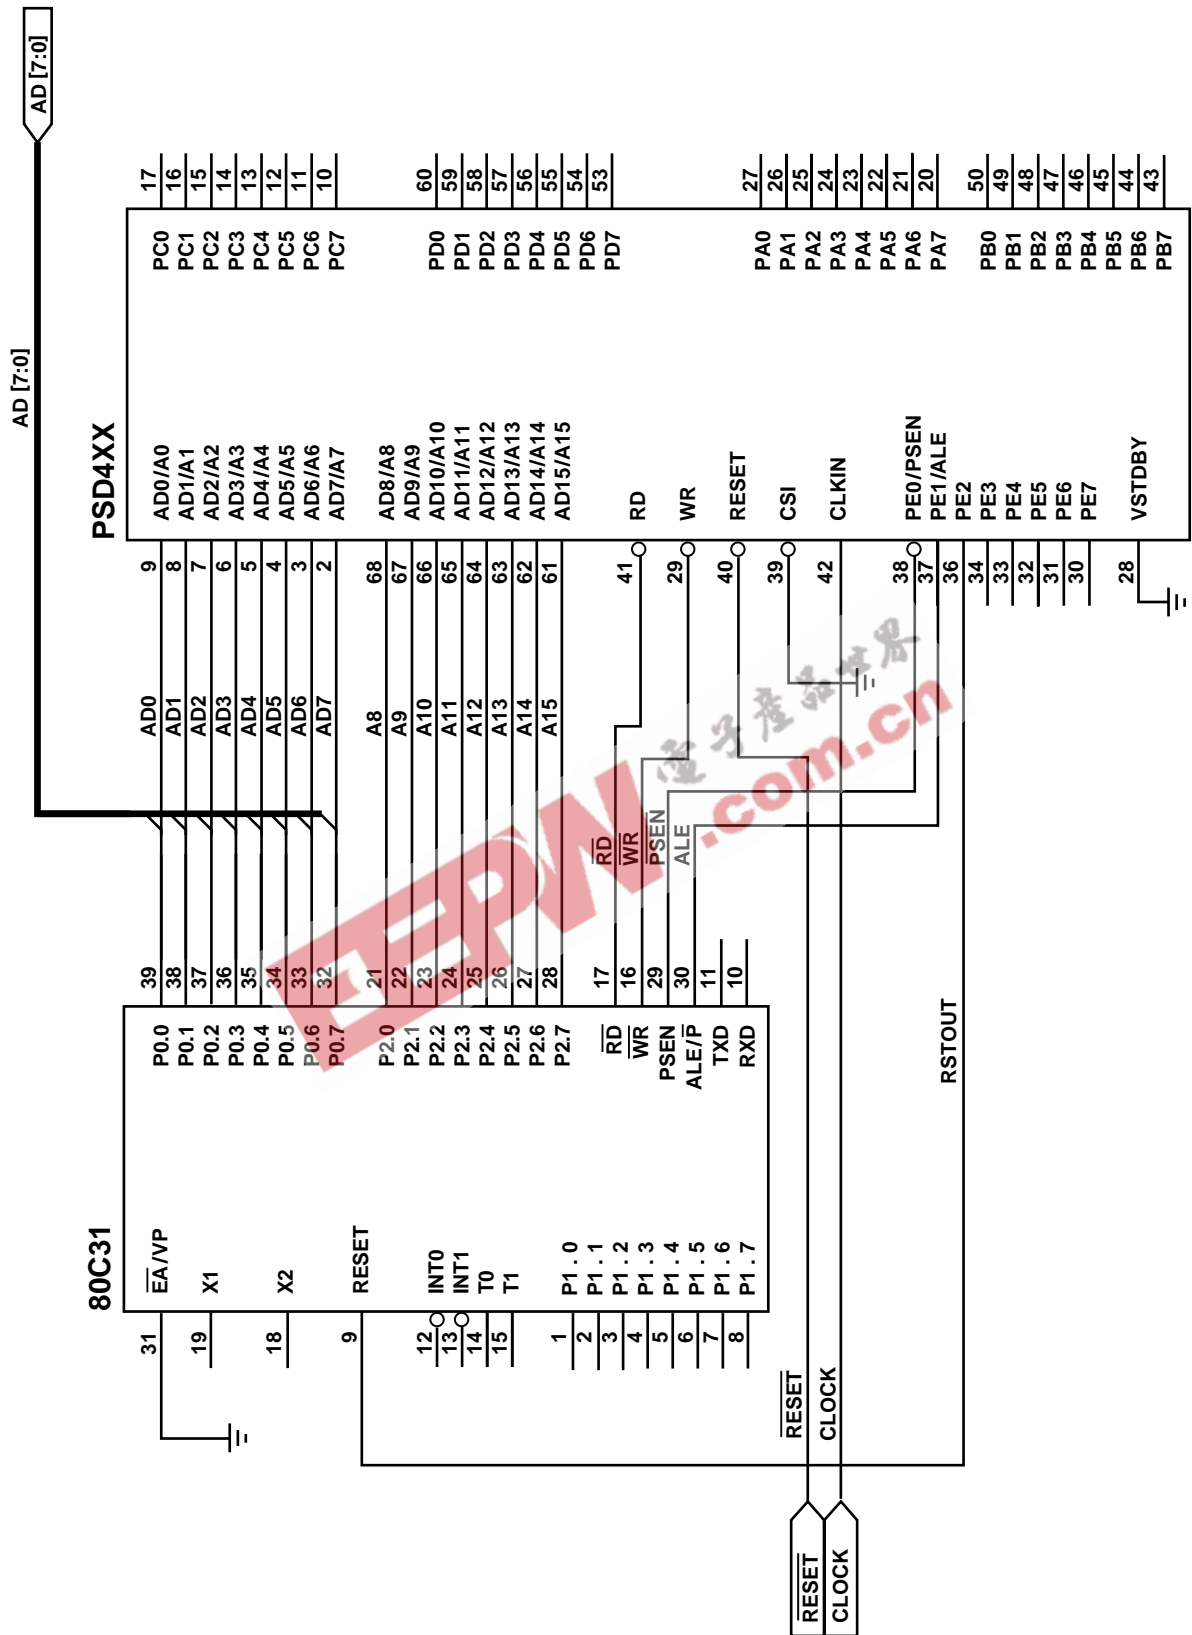 AD [7:0]
AD [7:0]
PSD4XX
9 AD0/A0 PC0 17
8 AD1/A1 PC1 16
7 AD2/A2 PC2 15
6 AD3/A3 PC3 14
5 AD4/A4 PC4 13
4 AD5/A5 PC5 12
3 AD6/A6 PC6 11
2 AD7/A7 PC7 10
68 AD8/A8
67 AD9/A9
66 AD10/A10 PD0 60
65 AD11/A11 PD1 59
64 AD12/A12 PD2 58
63 AD13/A13 PD3 57
62 AD14/A14 PD4 56
61 AD15/A15 PD5 55
PD6 54
PD7 53
41 RD
29 WR
40 RESET
39 CSI
42 CLKIN
38 PE0/PSEN
37 PE1/ALE
36 PE2
34 PE3
33 PE4
32 PE5
31 PE6
30 PE7
28 VSTDBY
PA0 27
PA1 26
PA2 25
PA3 24
PA4 23
PA5 22
PA6 21
PA7 20
PB0 50
PB1 49
PB2 48
PB3 47
PB4 46
PB5 45
PB6 44
PB7 43
AD0
AD1
AD2
AD3
AD4
AD5
AD6
AD7
A8
A9
A10
A11
A12
A13
A14
A15
RD
WR
PSEN
ALE
80C31
31 EA/VP
19 X1
18 X2
9 RESET
12 INT0
13 INT1
14 T0
15 T1
1 P1.0
2 P1.1
3 P1.2
4 P1.3
5 P1.4
6 P1.5
7 P1.6
8 P1.7
P0.0 39
P0.1 38
P0.2 37
P0.3 36
P0.4 35
P0.5 34
P0.6 33
P0.7 32
P2.0 21
P2.1 22
P2.2 23
P2.3 24
P2.4 25
P2.5 26
P2.6 27
P2.7 28
RD 17
WR 16
PSEN 29
ALE/P 30
TXD 11
RXD 10
RESET
CLOCK
RSTOUT
RESET
CLOCK
EEPW
電子產品世界
.com.cn